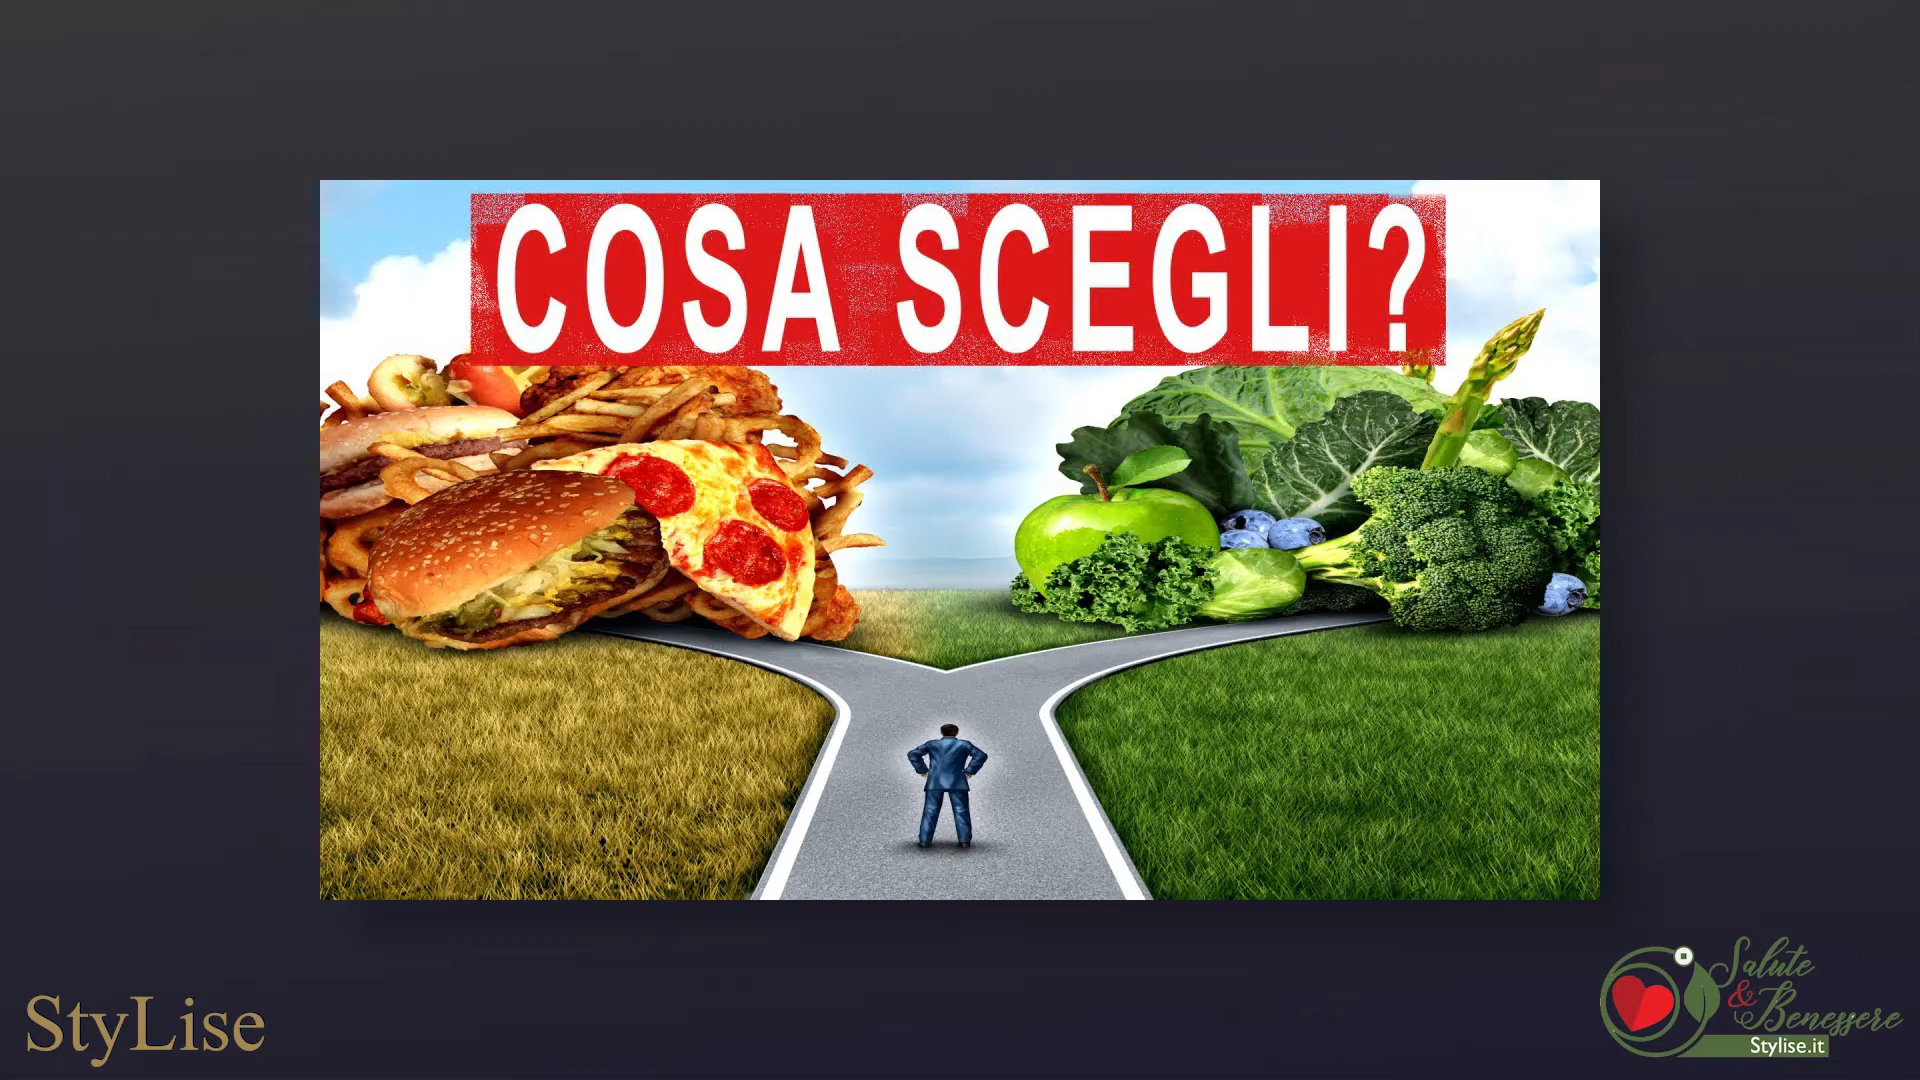 COSA SCEGLI?
StyLise
Salute
& Benessere
Stylise.it